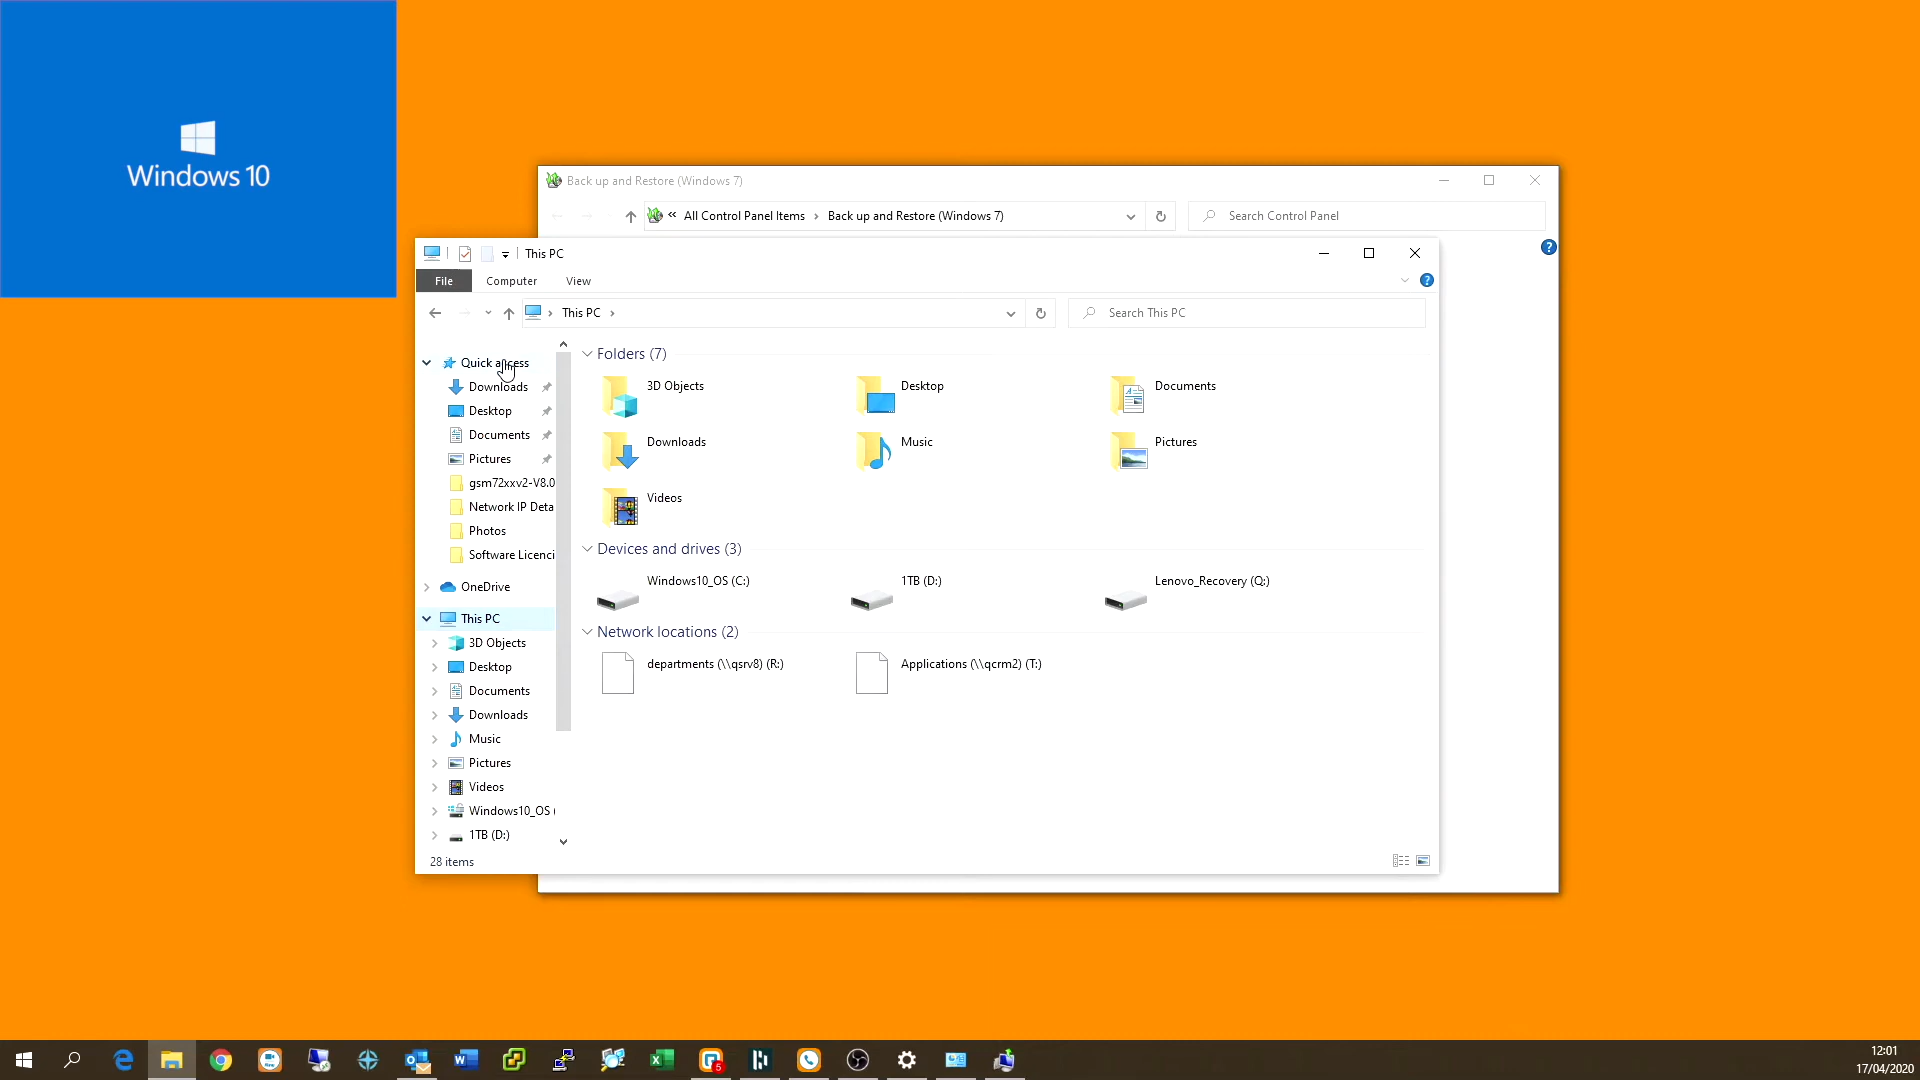 Windows 10
Back up and Restore (Windows 7)
« All Control Panel Items › Back up and Restore (Windows 7)
Search Control Panel
This PC
File Computer View
This PC
Search This PC
Quick access
Downloads
Desktop
Documents
Pictures
gsm72xxv2-V8.0
Network IP Deta
Photos
Software Licenci
OneDrive
This PC
3D Objects
Desktop
Documents
Downloads
Music
Pictures
Videos
Windows10_OS (
1TB (D:)
28 items
Folders (7)
3D Objects
Desktop
Documents
Downloads
Music
Pictures
Videos
Devices and drives (3)
Windows10_OS (C:)
1TB (D:)
Lenovo_Recovery (Q:)
Network locations (2)
departments (\\qsrv8) (R:)
Applications (\\qcrm2) (T:)
5
12:01
17/04/2020